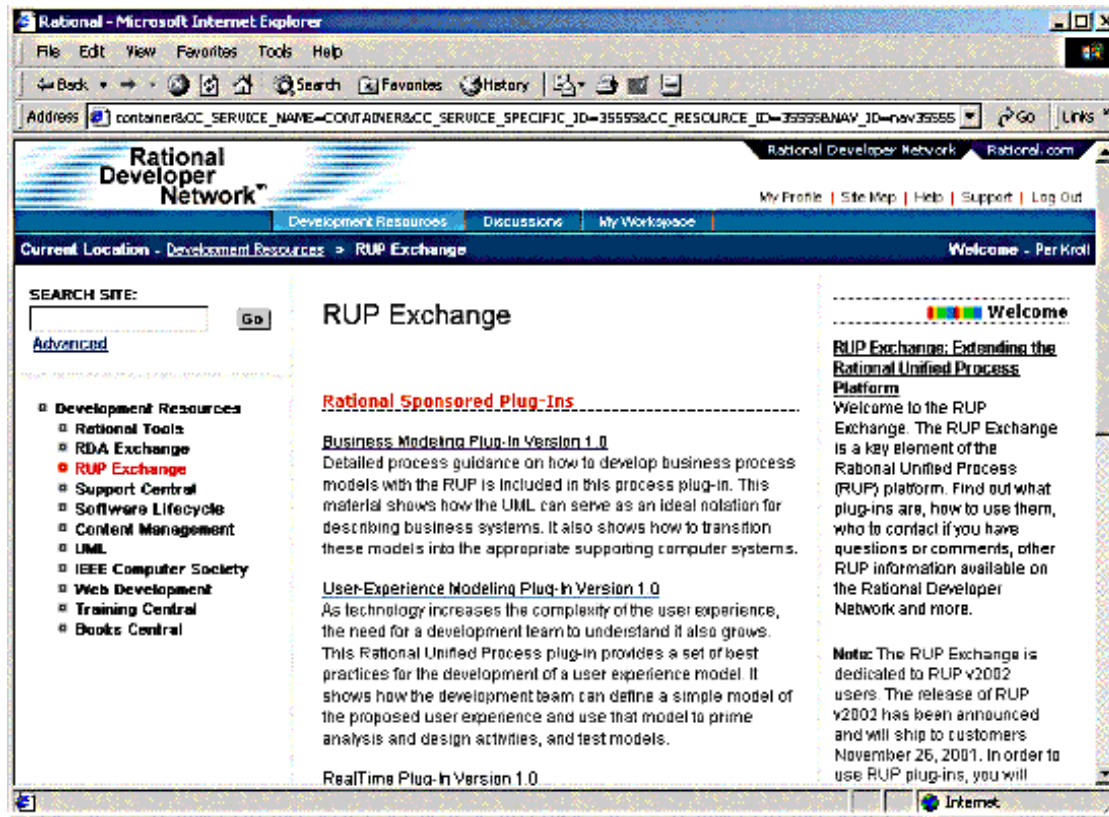 Rational - Microsoft Internet Explorer
File Edit View Favorites Tools Help
Back Search Favorites History
Address container&CC_SERVICE_NAME=CONTAINER&CC_SERVICE_SPECIFIC_ID=35555&CC_RESOURCE_ID=35555&NAV_ID=nav35555 Go Links
Rational Developer Network Rational.com
Rational
Developer
Network™
My Profile | Site Map | Help | Support | Log Out
Development Resources Discussions My Workspace
Current Location - Development Resources > RUP Exchange Welcome - Per Kroll
SEARCH SITE:
Go
Advanced
Development Resources
Rational Tools
RDA Exchange
RUP Exchange
Support Central
Software Lifecycle
Content Management
UML
IEEE Computer Society
Web Development
Training Central
Books Central
RUP Exchange
Rational Sponsored Plug-Ins
Business Modeling Plug-In Version 1.0
Detailed process guidance on how to develop business process
models with the RUP is included in this process plug-in. This
material shows how the UML can serve as an ideal notation for
describing business systems. It also shows how to transition
these models into the appropriate supporting computer systems.
User-Experience Modeling Plug-In Version 1.0
As technology increases the complexity of the user experience,
the need for a development team to understand it also grows.
This Rational Unified Process plug-in provides a set of best
practices for the development of a user experience model. It
shows how the development team can define a simple model of
the proposed user experience and use that model to prime
analysis and design activities, and test models.
RealTime Plug-In Version 1.0
Welcome
RUP Exchange: Extending the
Rational Unified Process
Platform
Welcome to the RUP
Exchange. The RUP Exchange
is a key element of the
Rational Unified Process
(RUP) platform. Find out what
plug-ins are, how to use them,
who to contact if you have
questions or comments, other
RUP information available on
the Rational Developer
Network and more.
Note: The RUP Exchange is
dedicated to RUP v2002
users. The release of RUP
v2002 has been announced
and will ship to customers
November 26, 2001. In order to
use RUP plug-ins, you will
Internet